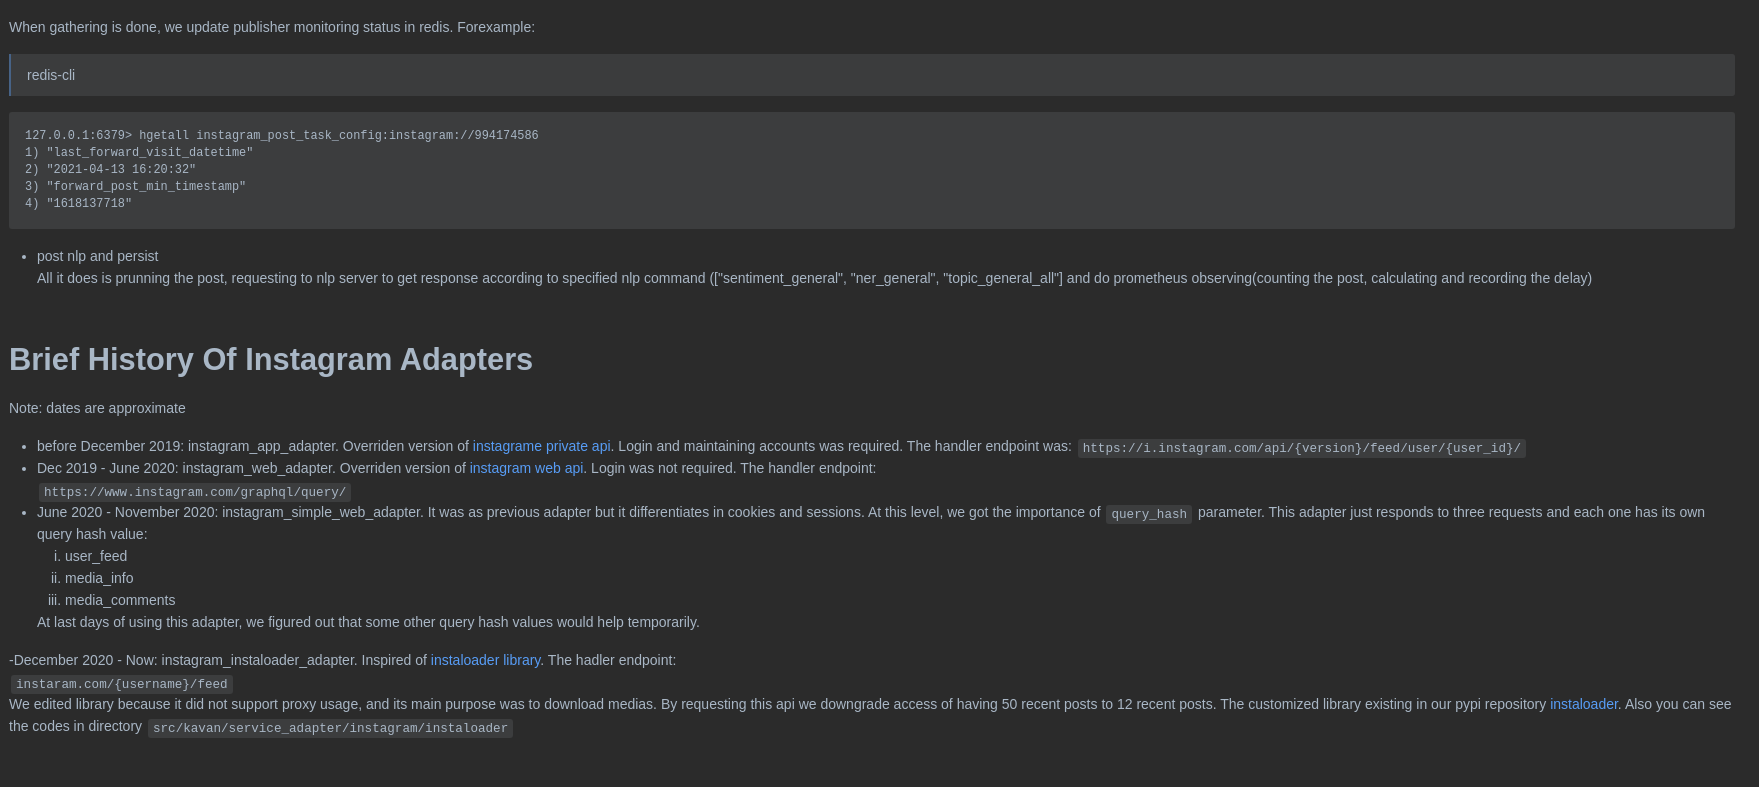 When gathering is done, we update publisher monitoring status in redis. Forexample:
redis-cli
127.0.0.1:6379> hgetall instagram_post_task_config:instagram://994174586
1) "last_forward_visit_datetime"
2) "2021-04-13 16:20:32"
3) "forward_post_min_timestamp"
4) "1618137718"
• post nlp and persist
All it does is prunning the post, requesting to nlp server to get response according to specified nlp command (["sentiment_general", "ner_general", "topic_general_all"] and do prometheus observing(counting the post, calculating and recording the delay)
Brief History Of Instagram Adapters
Note: dates are approximate
• before December 2019: instagram_app_adapter. Overriden version of instagrame private api. Login and maintaining accounts was required. The handler endpoint was: https://i.instagram.com/api/{version}/feed/user/{user_id}/
• Dec 2019 - June 2020: instagram_web_adapter. Overriden version of instagram web api. Login was not required. The handler endpoint:
https://www.instagram.com/graphql/query/
• June 2020 - November 2020: instagram_simple_web_adapter. It was as previous adapter but it differentiates in cookies and sessions. At this level, we got the importance of query_hash parameter. This adapter just responds to three requests and each one has its own
query hash value:
i. user_feed
ii. media_info
iii. media_comments
At last days of using this adapter, we figured out that some other query hash values would help temporarily.
-December 2020 - Now: instagram_instaloader_adapter. Inspired of instaloader library. The hadler endpoint:
instaram.com/{username}/feed
We edited library because it did not support proxy usage, and its main purpose was to download medias. By requesting this api we downgrade access of having 50 recent posts to 12 recent posts. The customized library existing in our pypi repository instaloader. Also you can see
the codes in directory src/kavan/service_adapter/instagram/instaloader